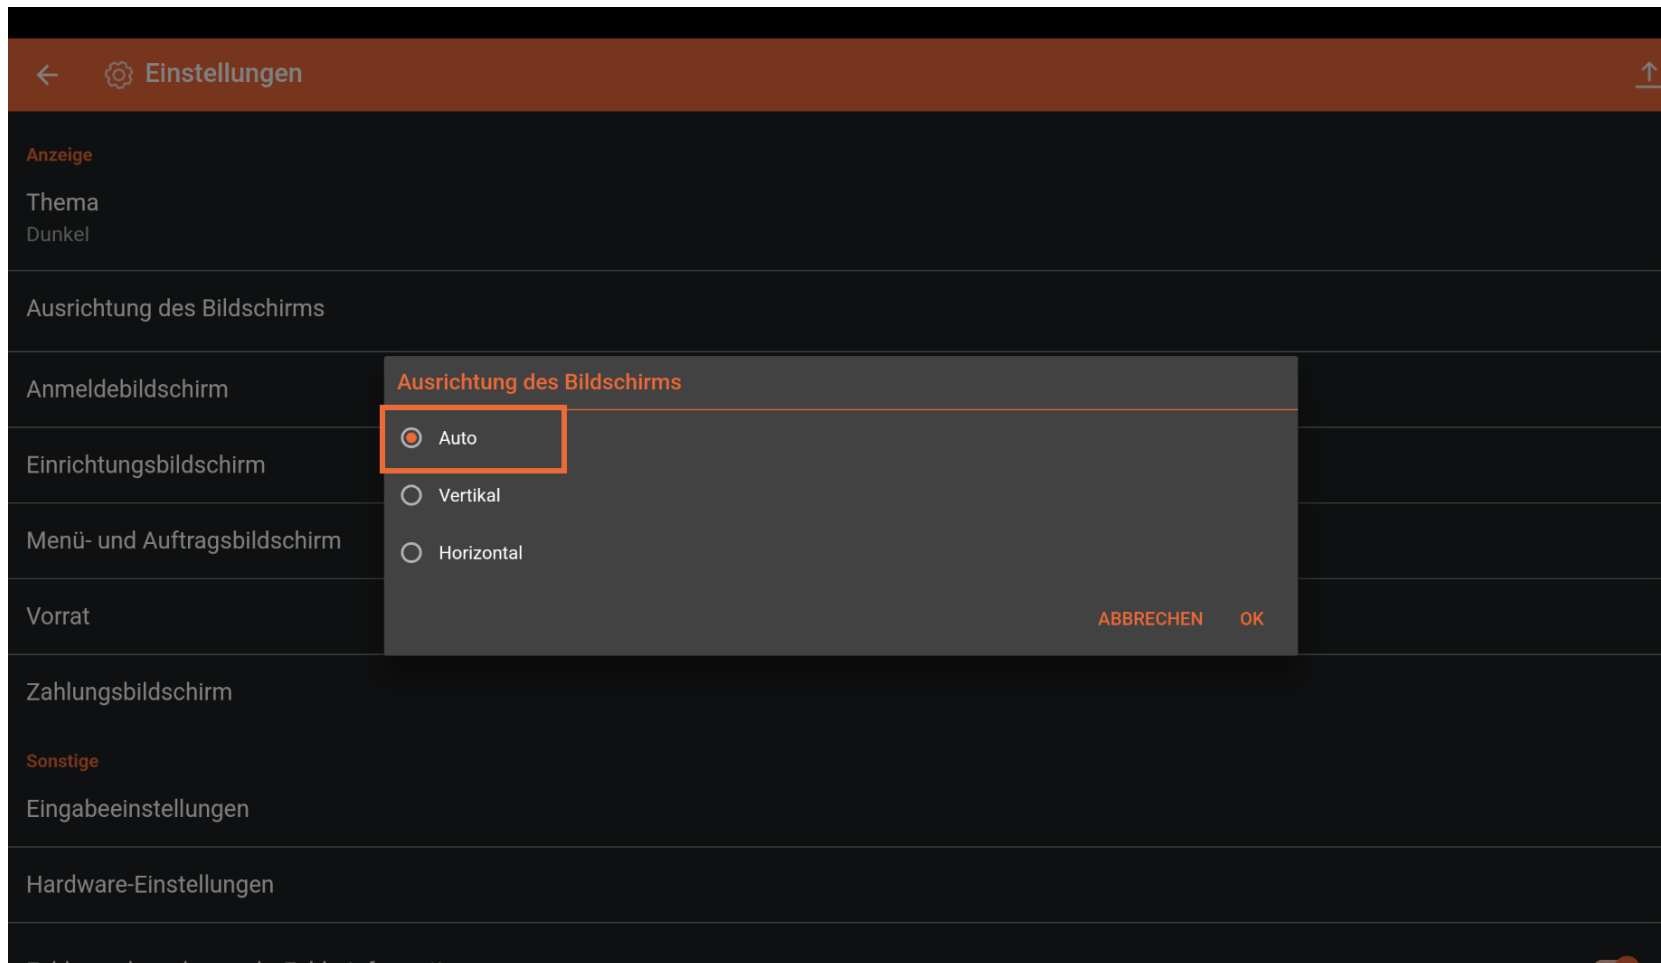 Einstellungen
Anzeige
Thema
Dunkel
Ausrichtung des Bildschirms
Anmeldebildschirm
Einrichtungsbildschirm
Menü- und Auftragsbildschirm
Vorrat
Zahlungsbildschirm
Sonstige
Eingabeeinstellungen
Hardware-Einstellungen
Ausrichtung des Bildschirms
Auto
Vertikal
Horizontal
ABBRECHEN OK